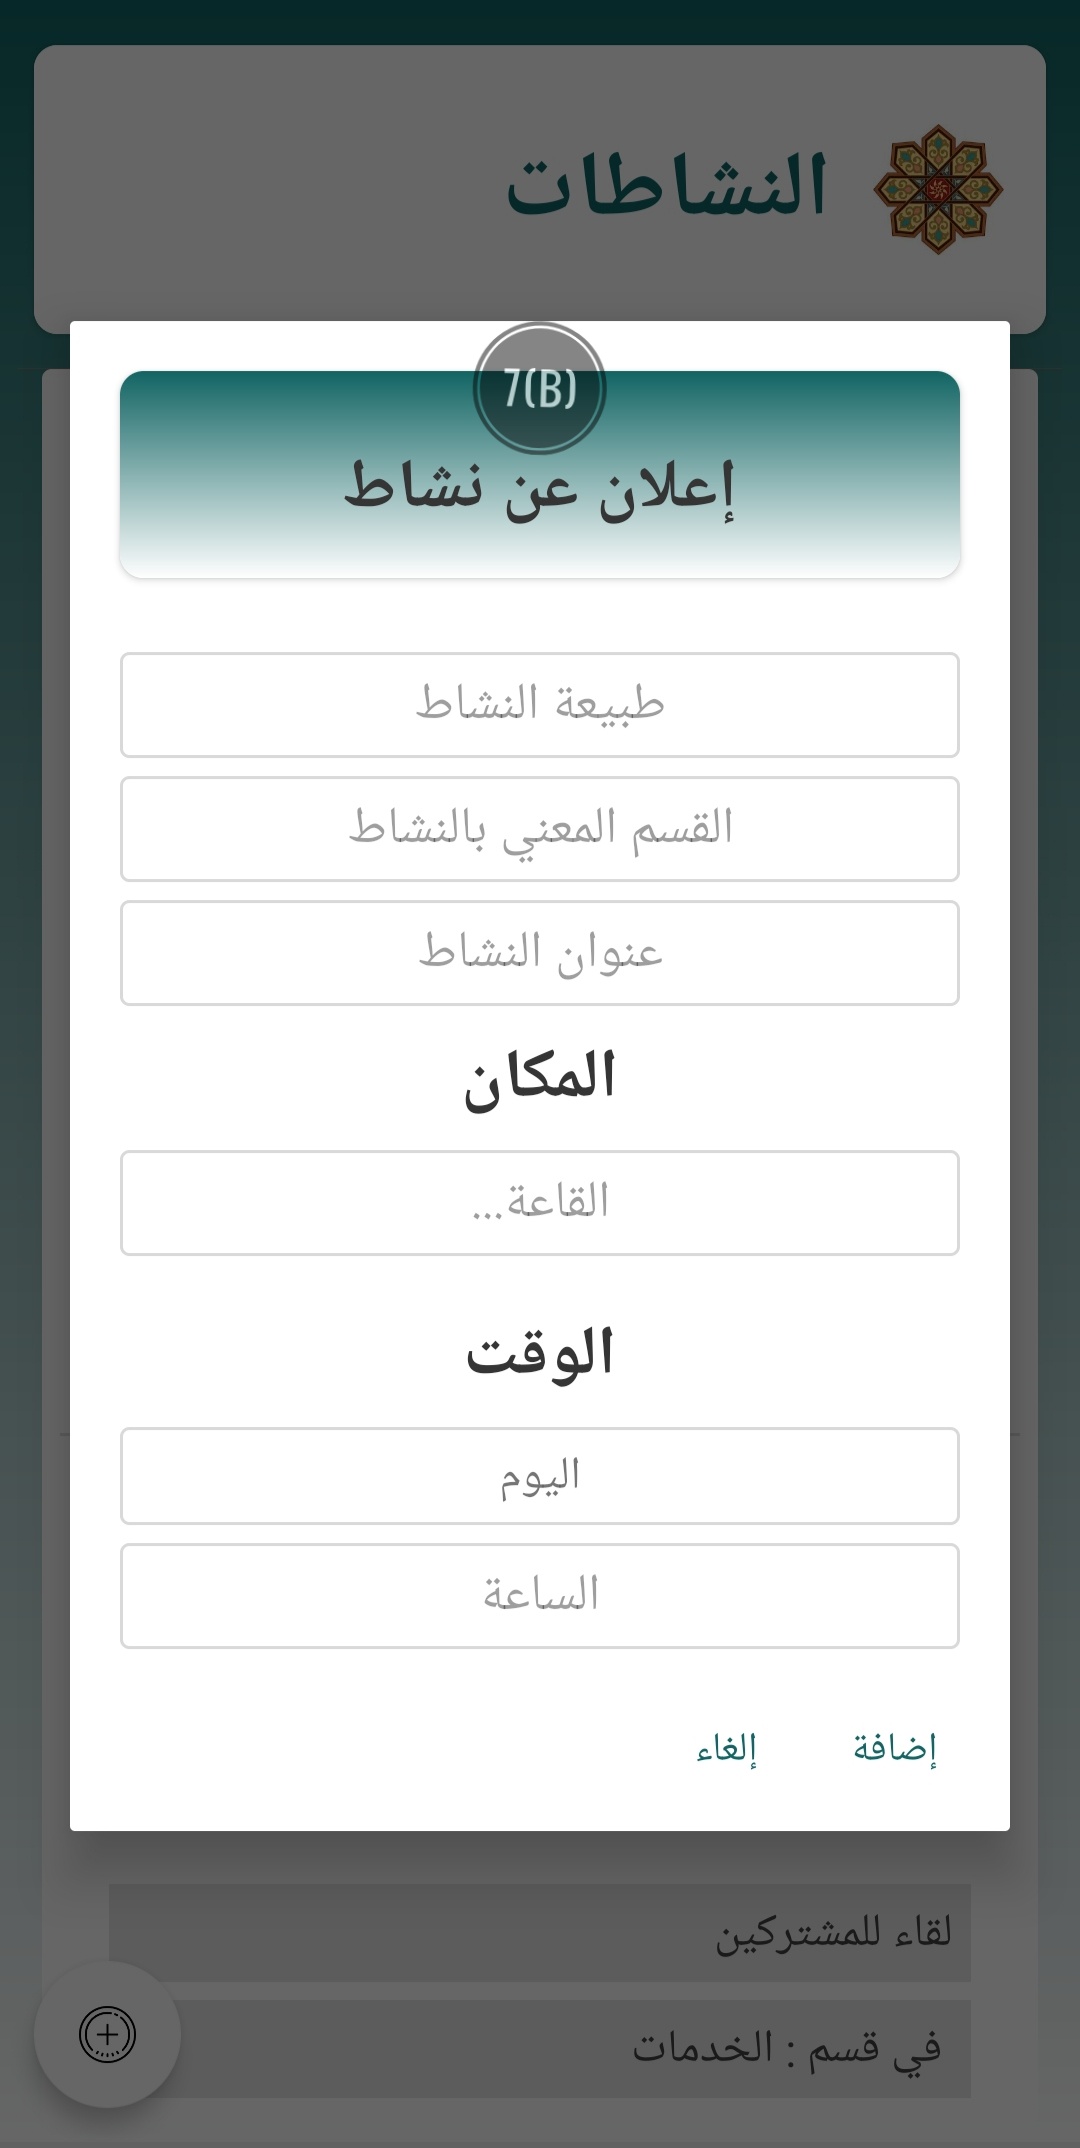 النشاطات
7(B)
إعلان عن نشاط
طبيعة النشاط
القسم المعني بالنشاط
عنوان النشاط
المكان
القاعة...
الوقت
اليوم
الساعة
إضافة
إلغاء
لقاء للمشتركين
في قسم : الخدمات